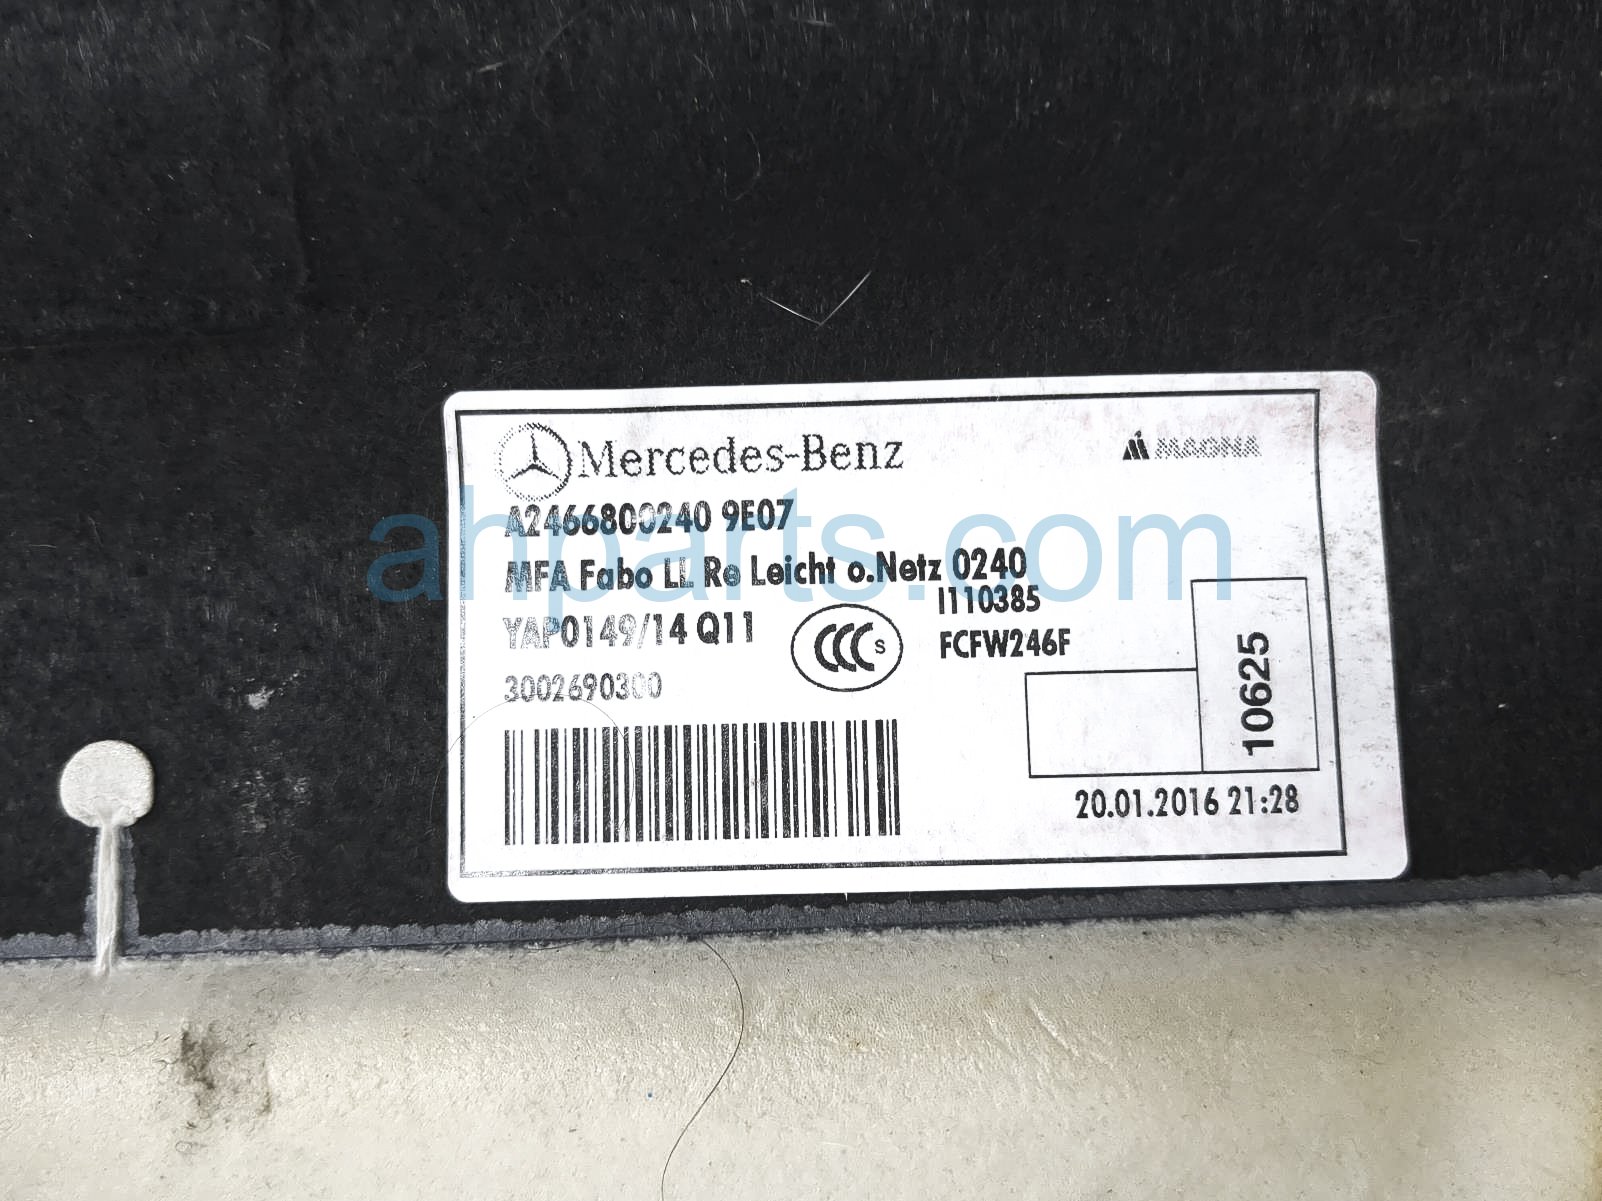 Mercedes-Benz
MAGNA
A2466800240 9E07
MFA Fabo LL Re Leicht o.Netz 0240
I110385
YAP0149/14 Q11
CCC S
FCFW246F
3002690300
10625
20.01.2016 21:28
ahparts.com